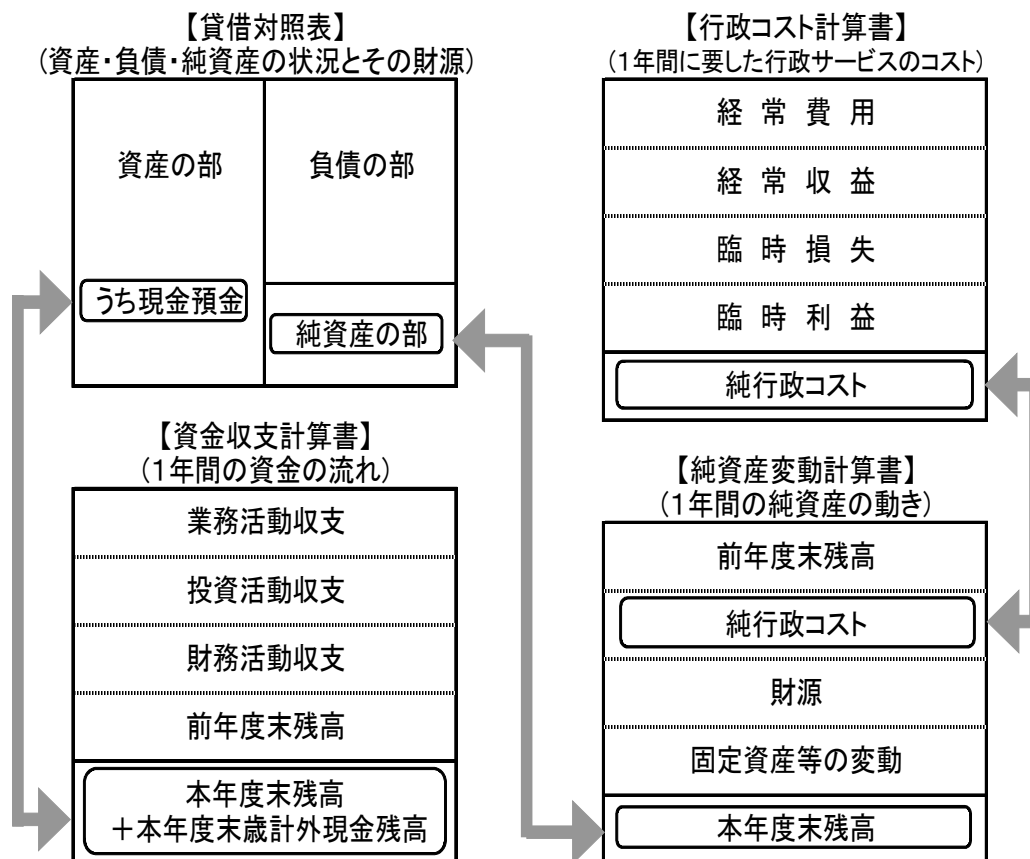 【貸借対照表】
(資産・負債・純資産の状況とその財源)
資産の部
負債の部
うち現金預金
純資産の部
【行政コスト計算書】
(1年間に要した行政サービスのコスト)
経 常 費 用
経 常 収 益
臨 時 損 失
臨 時 利 益
純行政コスト
【資金収支計算書】
(1年間の資金の流れ)
業務活動収支
投資活動収支
財務活動収支
前年度末残高
本年度末残高
+本年度末歳計外現金残高
【純資産変動計算書】
(1年間の純資産の動き)
前年度末残高
純行政コスト
財源
固定資産等の変動
本年度末残高